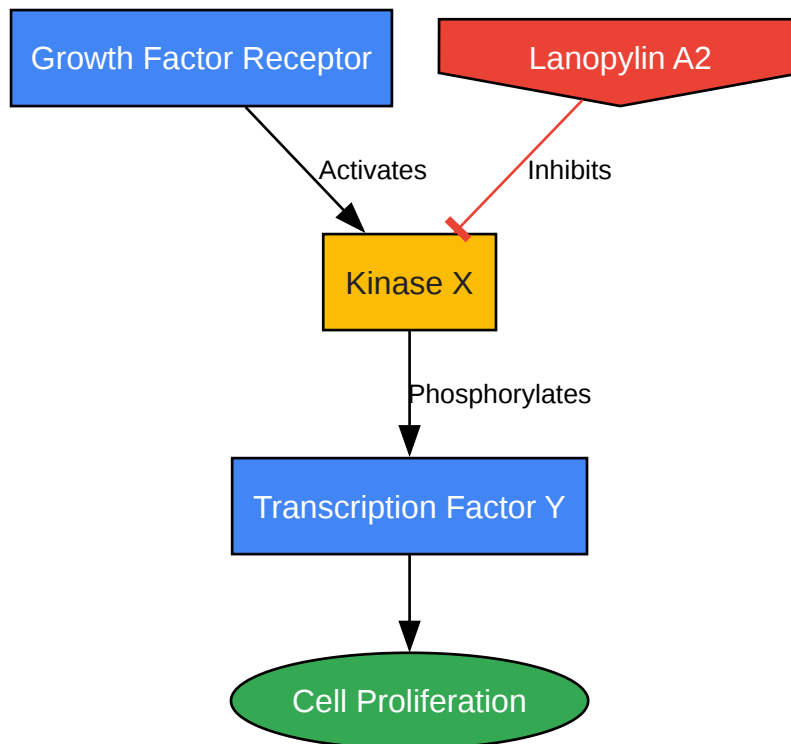 Growth Factor Receptor
Lanopylin A2
Activates
Inhibits
Kinase X
Phosphorylates
Transcription Factor Y
Cell Proliferation